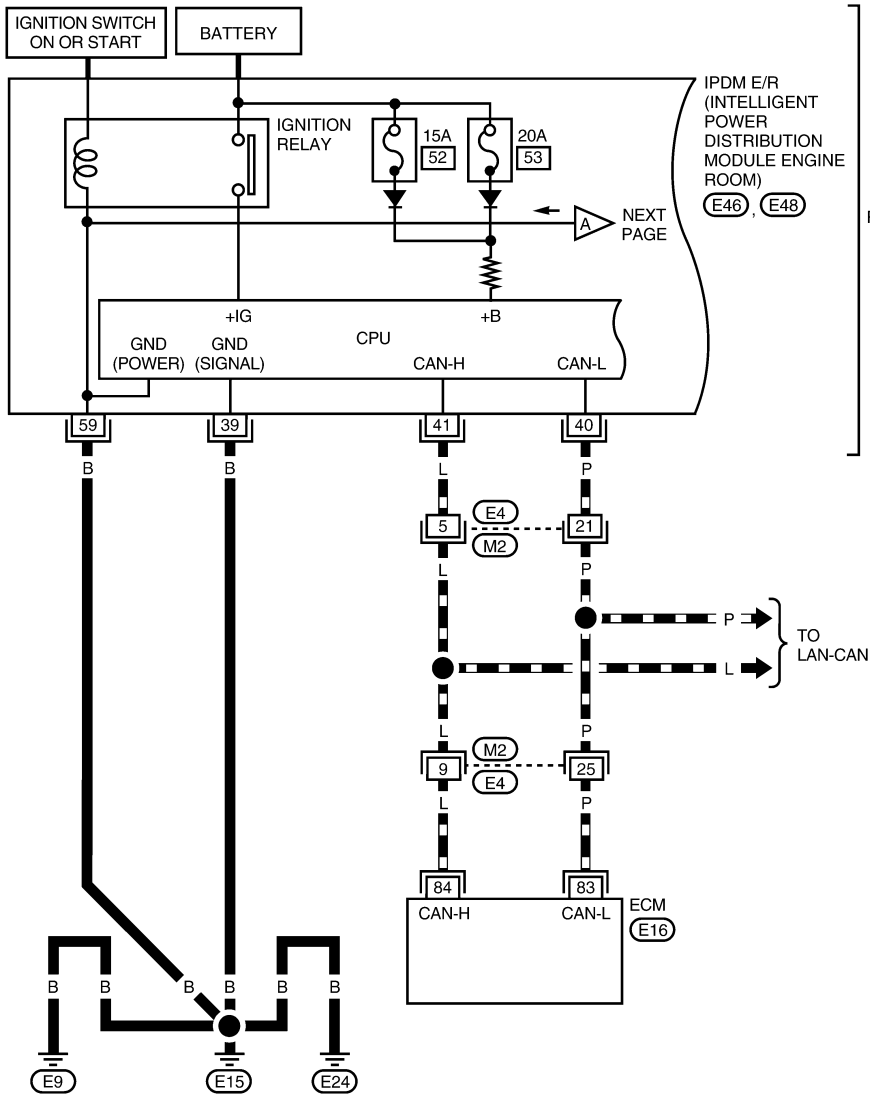 IGNITION SWITCH
ON OR START
BATTERY
IPDM E/R
(INTELLIGENT
POWER
DISTRIBUTION
MODULE ENGINE
ROOM)
E46 , E48
IGNITION
RELAY
15A
52
20A
53
A
NEXT
PAGE
+IG
+B
CPU
GND
(POWER)
GND
(SIGNAL)
CAN-H
CAN-L
59
39
41
40
B
B
L
P
5
E4
M2
21
L
P
P
TO
LAN-CAN
L
L
P
9
M2
E4
25
L
P
84
83
CAN-H
CAN-L
ECM
E16
B
B
B
B
B
B
E9
E15
E24